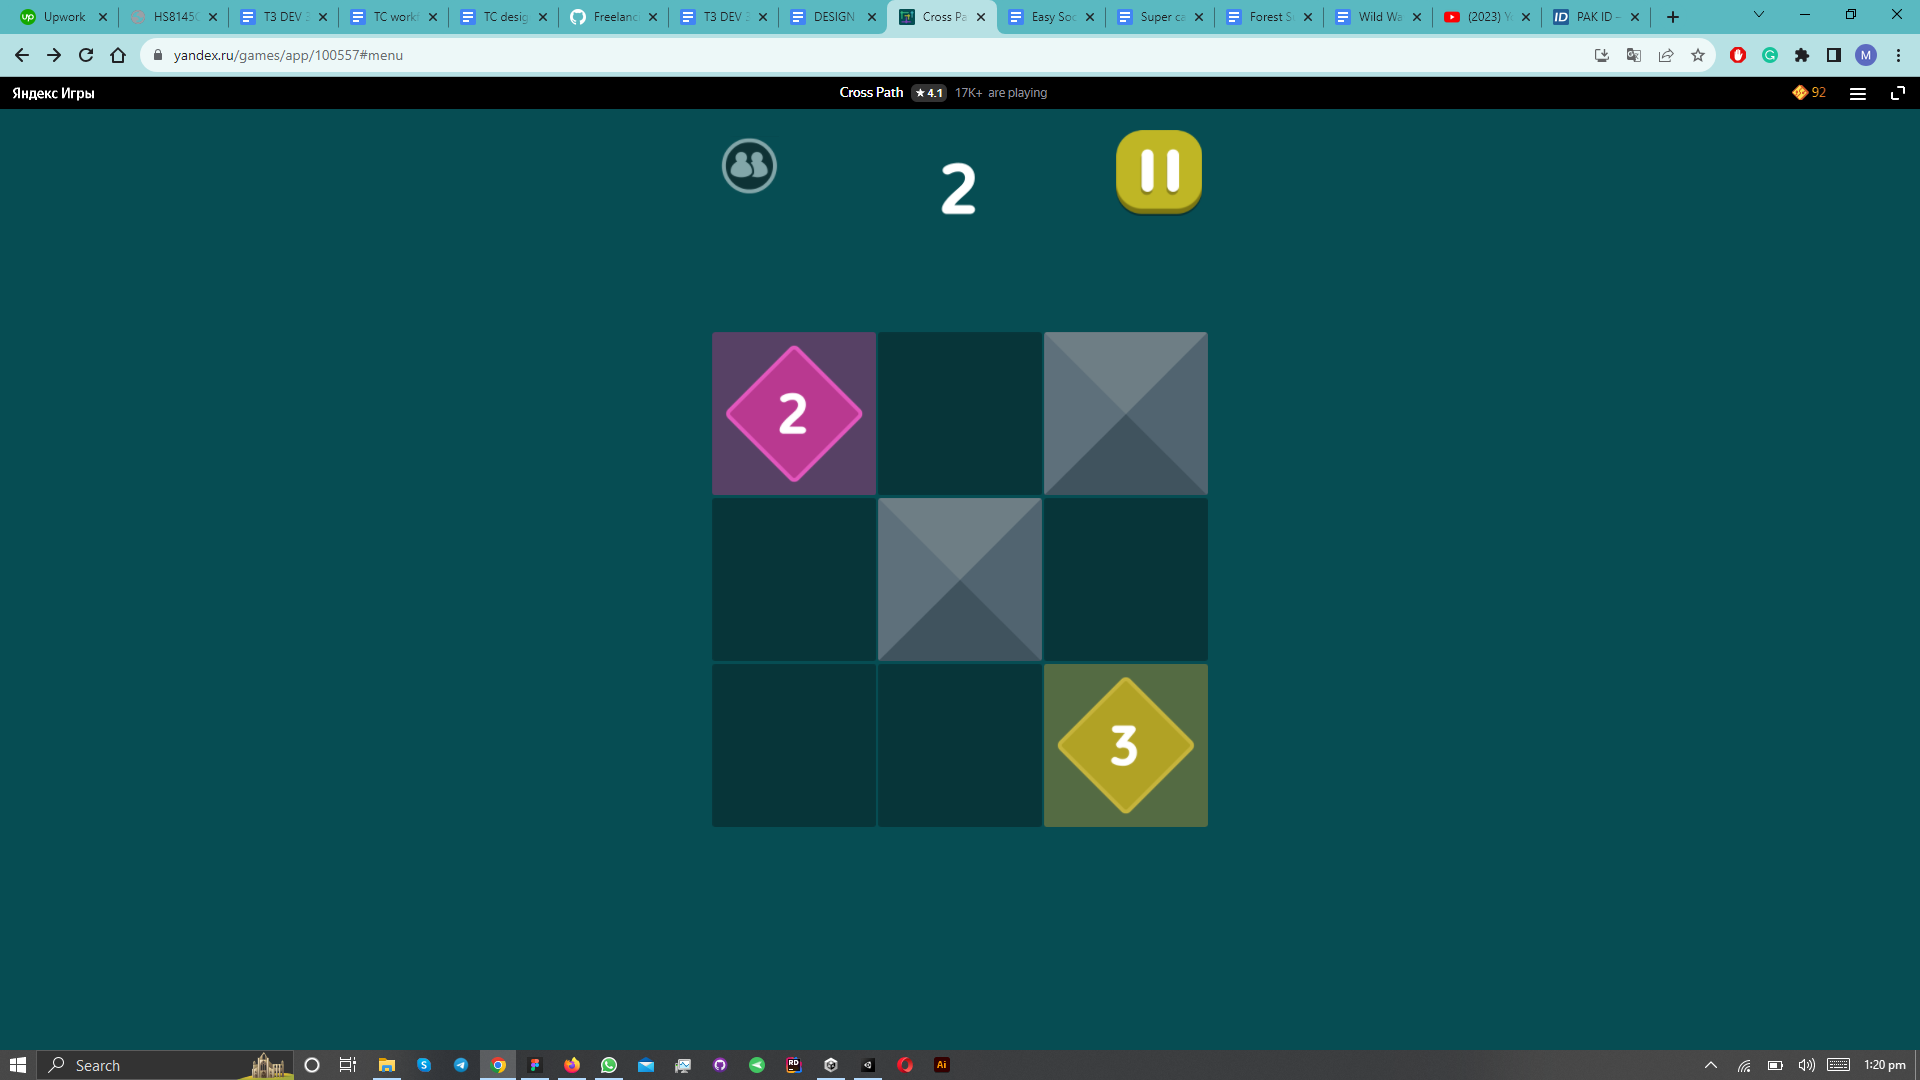 Upwork
HS8145
T3 DEV
TC work
TC desig
Freelanc
T3 DEV
DESIGN
Cross Pa
Easy Soc
Super ca
Forest S
Wild Wa
(2023) Y
PAK ID -
yandex.ru/games/app/100557#menu
M
Яндекс Игры
Cross Path ★ 4.1 17K+ are playing
92
2
2
3
Search
1:20 pm